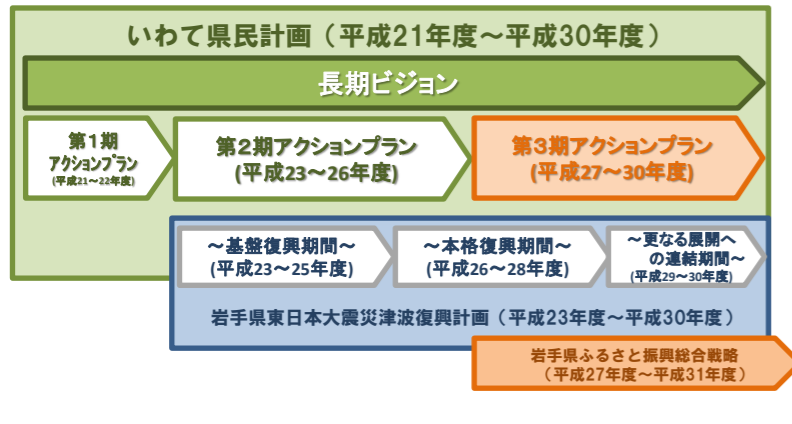 いわて県民計画（平成21年度～平成30年度）
長期ビジョン
第１期
アクションプラン
(平成21～22年度)
第２期アクションプラン
(平成23～26年度)
第３期アクションプラン
(平成27～30年度)
～基盤復興期間～
(平成23～25年度)
～本格復興期間～
(平成26～28年度)
～更なる展開へ
の連結期間～
(平成29～30年度)
岩手県東日本大震災津波復興計画（平成23年度～平成30年度）
岩手県ふるさと振興総合戦略
（平成27年度～平成31年度）